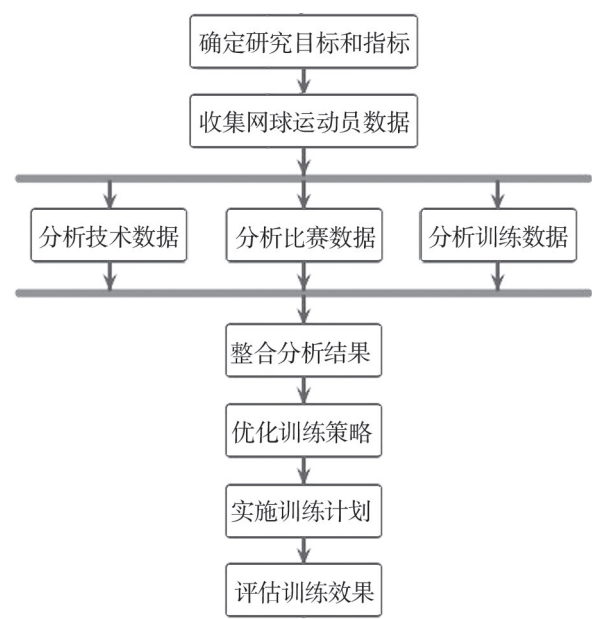 确定研究目标和指标
收集网球运动员数据
分析技术数据
分析比赛数据
分析训练数据
整合分析结果
优化训练策略
实施训练计划
评估训练效果